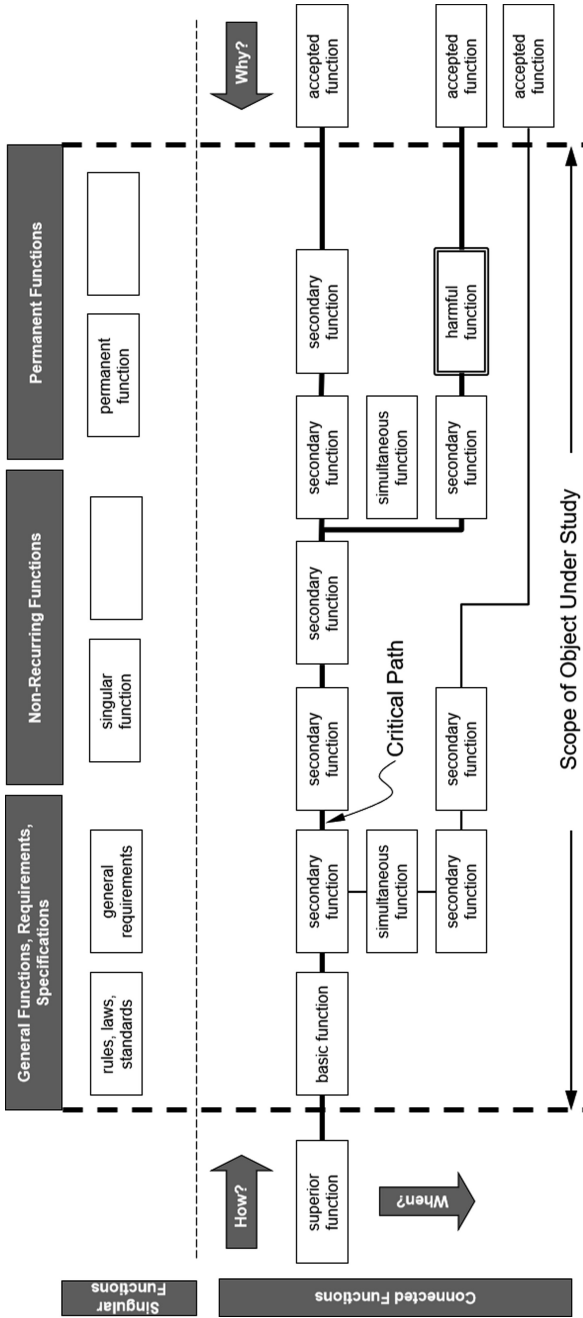 General Functions, Requirements,
Specifications
Non-Recurring Functions
Permanent Functions
Singular
Functions
rules, laws,
standards
general
requirements
singular
function
permanent
function
Connected Functions
How?
Why?
superior
function
basic function
secondary
function
secondary
function
secondary
function
secondary
function
secondary
function
accepted
function
When?
Critical Path
simultaneous
function
simultaneous
function
secondary
function
secondary
function
secondary
function
harmful
function
accepted
function
accepted
function
Scope of Object Under Study